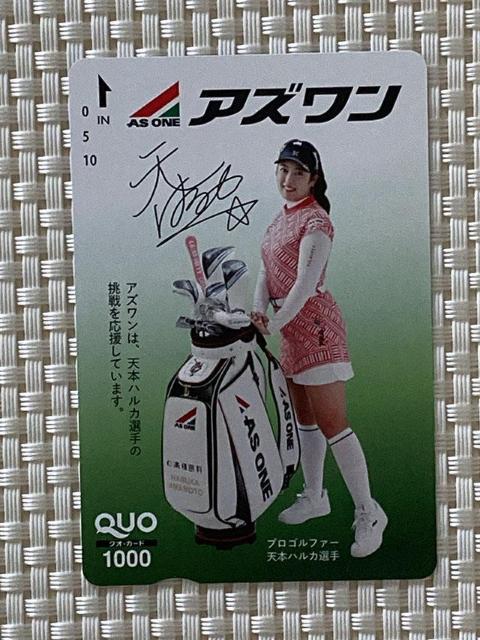 IN
0
5
10
AS ONE アズワン
アズワンは、天本ハルカ選手の
挑戦を応援しています。
AS ONE
AS ONE
AS ONE
HARUKA
AMAMOTO
QUO
クオ・カード
1000
プロゴルファー
天本ハルカ選手